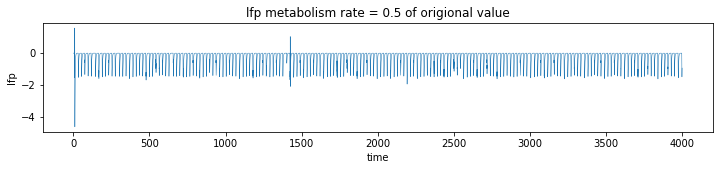 lfp metabolism rate = 0.5 of origional value
lfp
0
−2
−4
0 500 1000 1500 2000 2500 3000 3500 4000
time